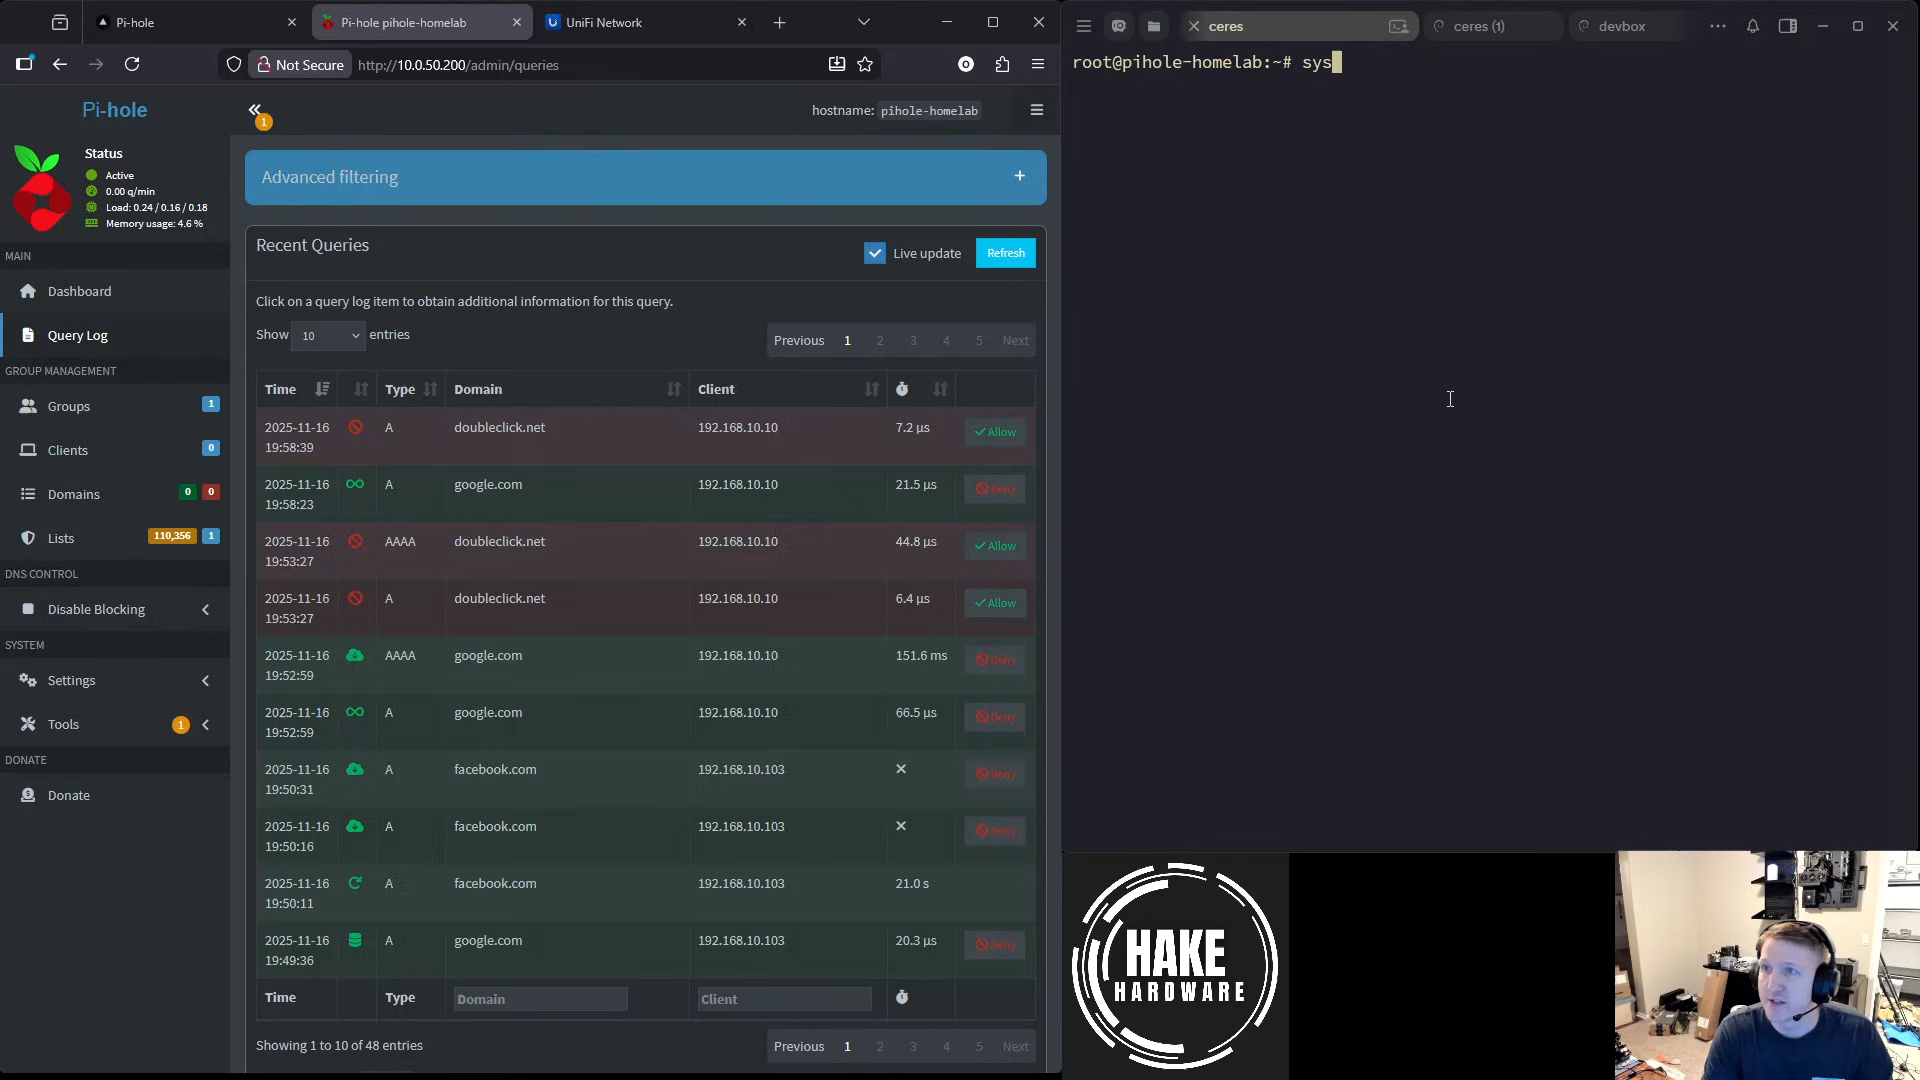 Pi-hole
Pi-hole pihole-homelab
UniFi Network
Not Secure
http://10.0.50.200/admin/queries
Pi-hole
1
hostname: pihole-homelab
Status
Active
0.00 q/min
Load: 0.24 / 0.16 / 0.18
Memory usage: 4.6 %
MAIN
Dashboard
Query Log
GROUP MANAGEMENT
Groups 1
Clients 0
Domains 0 0
Lists 110,356 1
DNS CONTROL
Disable Blocking
SYSTEM
Settings
Tools 1
DONATE
Donate
Advanced filtering
Recent Queries
Live update
Refresh
Click on a query log item to obtain additional information for this query.
Show 10 entries
Previous 1 2 3 4 5 Next
Time Type Domain Client
2025-11-16 A doubleclick.net 192.168.10.10 7.2 µs Allow
19:58:39
2025-11-16 A google.com 192.168.10.10 21.5 µs Deny
19:58:23
2025-11-16 AAAA doubleclick.net 192.168.10.10 44.8 µs Allow
19:53:27
2025-11-16 A doubleclick.net 192.168.10.10 6.4 µs Allow
19:53:27
2025-11-16 AAAA google.com 192.168.10.10 151.6 ms Deny
19:52:59
2025-11-16 A google.com 192.168.10.10 66.5 µs Deny
19:52:59
2025-11-16 A facebook.com 192.168.10.103 Deny
19:50:31
2025-11-16 A facebook.com 192.168.10.103 Deny
19:50:16
2025-11-16 A facebook.com 192.168.10.103 21.0 s
19:50:11
2025-11-16 A google.com 192.168.10.103 20.3 µs Deny
19:49:36
Time Type Domain Client
Showing 1 to 10 of 48 entries
Previous 1 2 3 4 5 Next
ceres
ceres (1)
devbox
root@pihole-homelab:~# sys
HAKE
HARDWARE